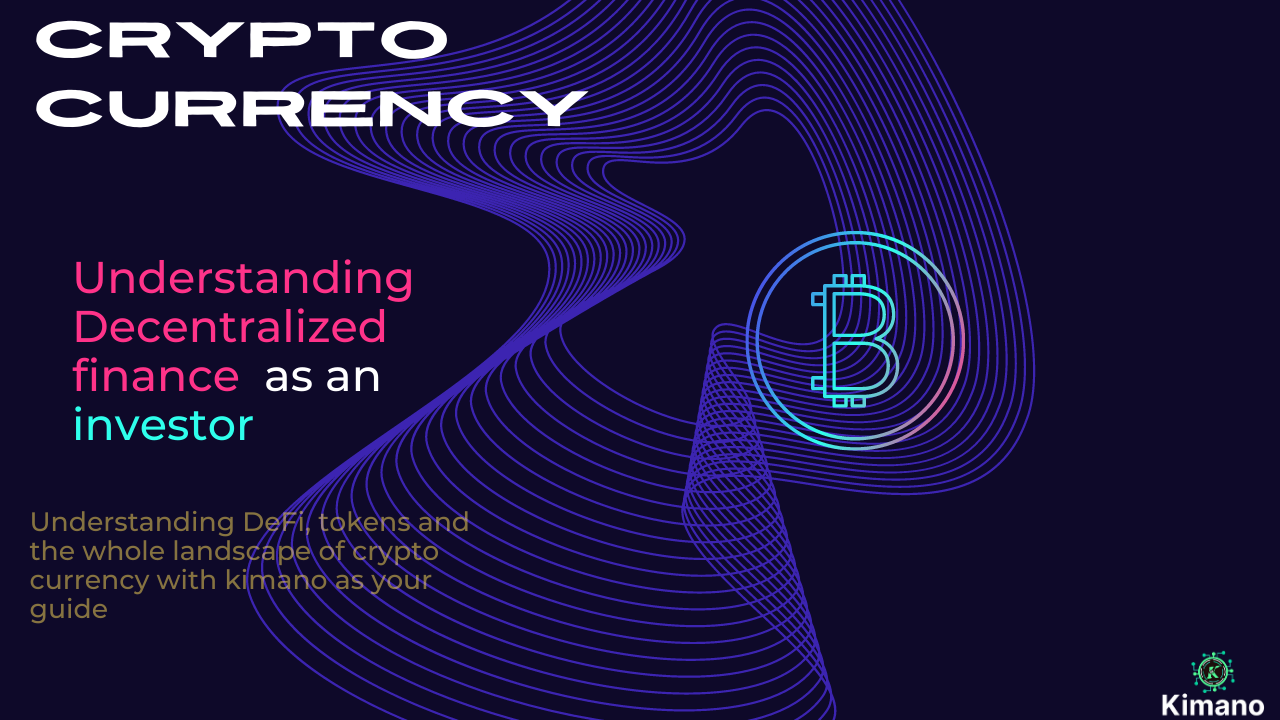 CRYPTO
CURRENCY
Understanding
Decentralized
finance as an
investor
Understanding DeFi, tokens and
the whole landscape of crypto
currency with kimano as your
guide
K
Kimano